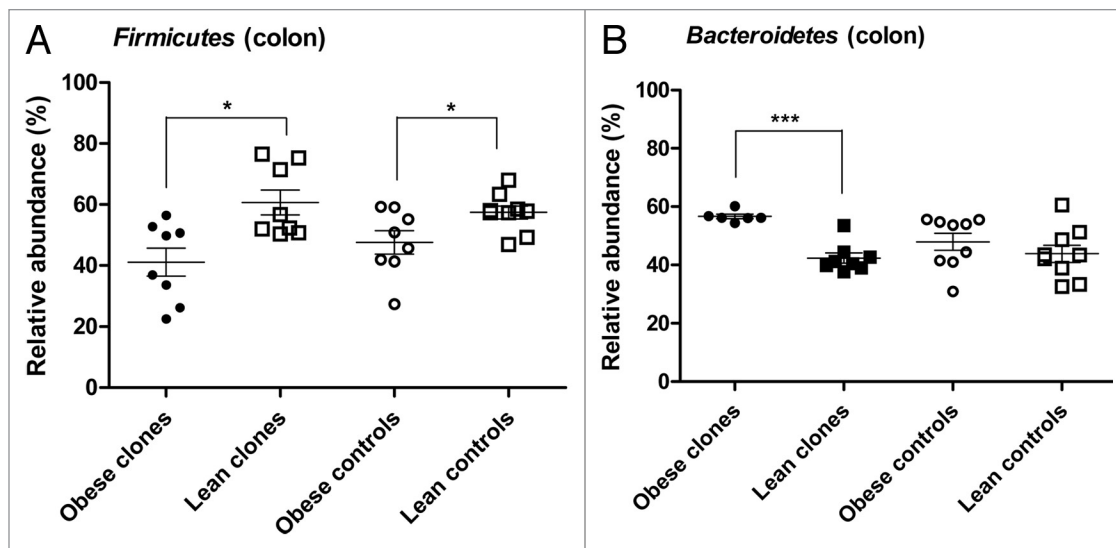 A
Firmicutes (colon)
Relative abundance (%)
100
80
60
40
20
0
*
*
Obese clones
Lean clones
Obese controls
Lean controls
B
Bacteroidetes (colon)
Relative abundance (%)
100
80
60
40
20
0
***
Obese clones
Lean clones
Obese controls
Lean controls